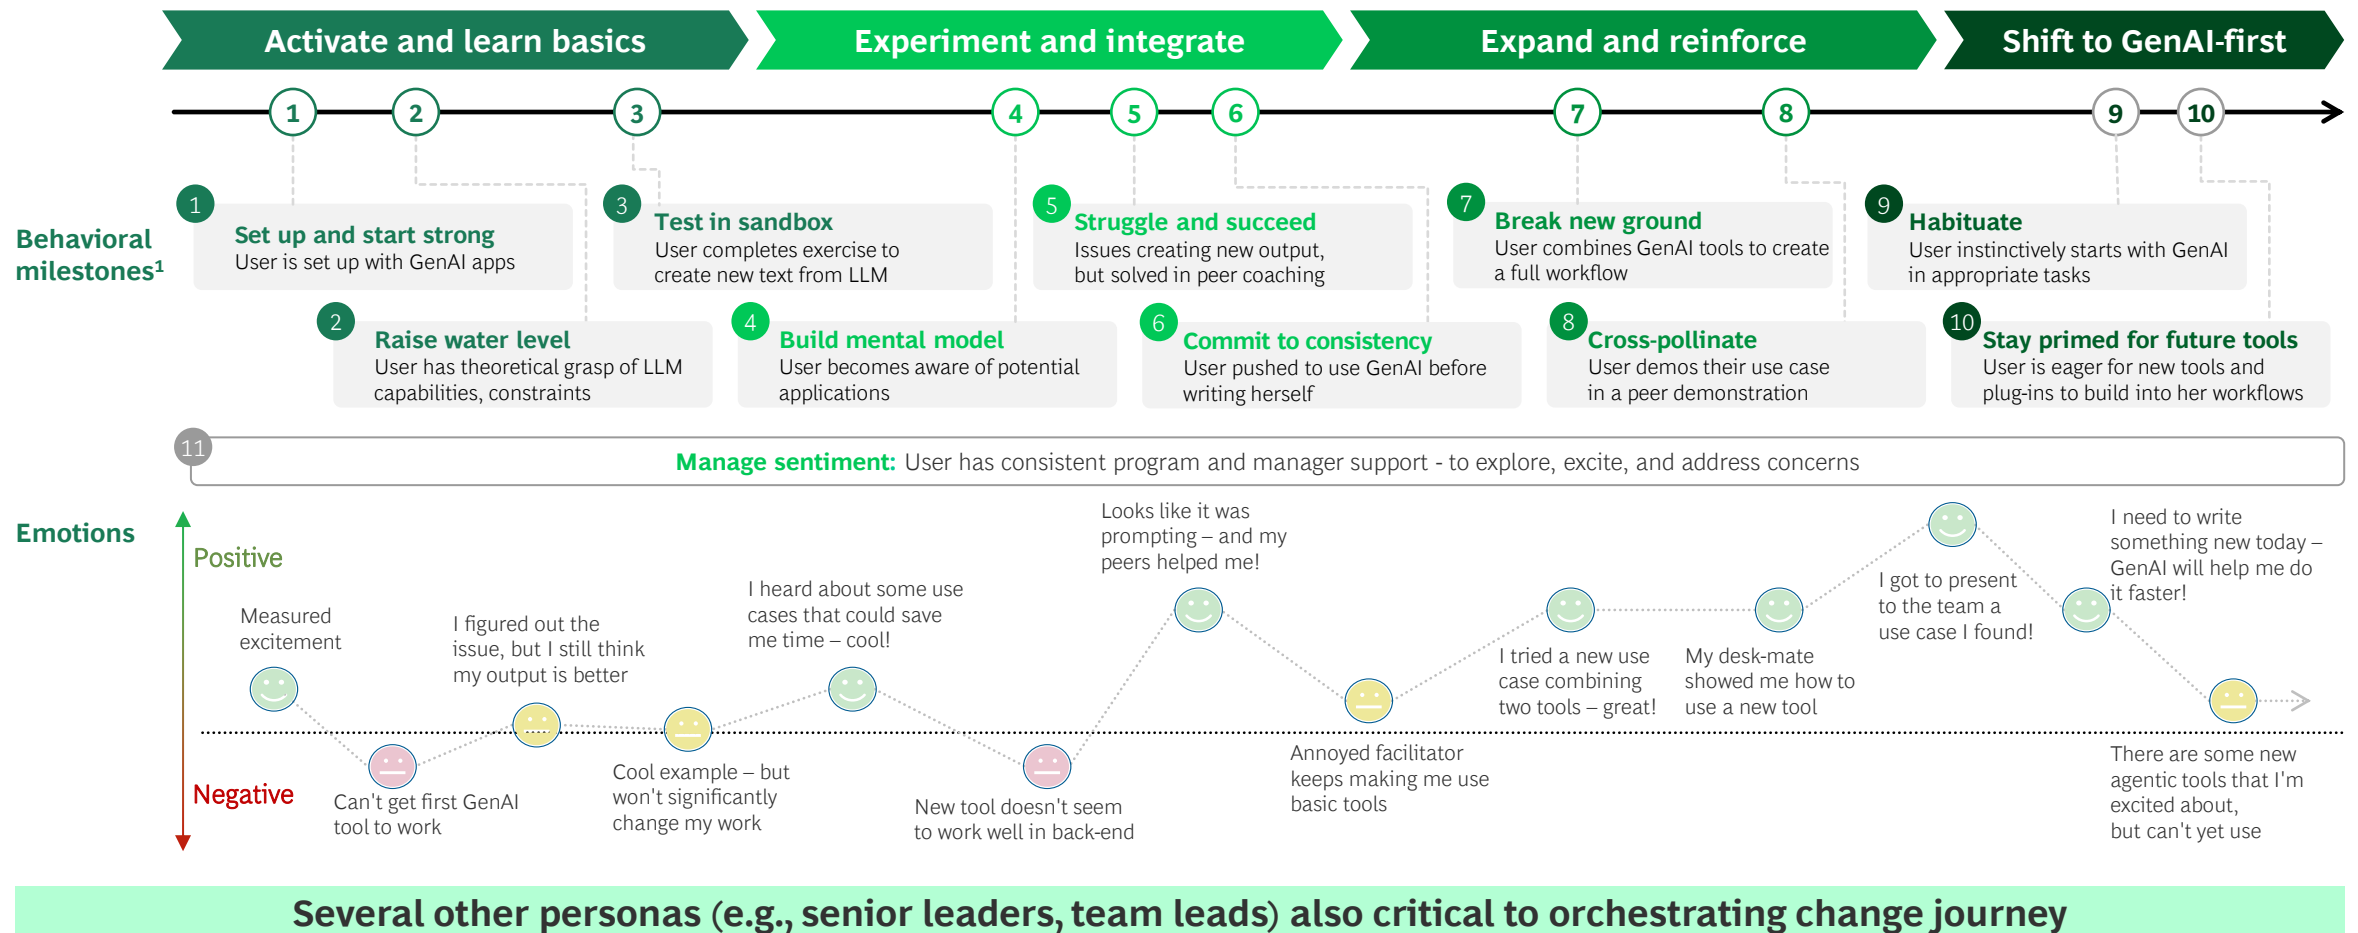 Activate and learn basics
Experiment and integrate
Expand and reinforce
Shift to GenAI-first
1
2
3
4
5
6
7
8
9
10
Behavioral
milestones¹
1
Set up and start strong
User is set up with GenAI apps
2
Raise water level
User has theoretical grasp of LLM
capabilities, constraints
3
Test in sandbox
User completes exercise to
create new text from LLM
4
Build mental model
User becomes aware of potential
applications
5
Struggle and succeed
Issues creating new output,
but solved in peer coaching
6
Commit to consistency
User pushed to use GenAI before
writing herself
7
Break new ground
User combines GenAI tools to create
a full workflow
8
Cross-pollinate
User demos their use case
in a peer demonstration
9
Habituate
User instinctively starts with GenAI
in appropriate tasks
10
Stay primed for future tools
User is eager for new tools and
plug-ins to build into her workflows
11
Manage sentiment: User has consistent program and manager support - to explore, excite, and address concerns
Emotions
Positive
Negative
Measured
excitement
Can't get first GenAI
tool to work
I figured out the
issue, but I still think
my output is better
Cool example – but
won't significantly
change my work
I heard about some use
cases that could save
me time – cool!
New tool doesn't seem
to work well in back-end
Looks like it was
prompting – and my
peers helped me!
Annoyed facilitator
keeps making me use
basic tools
I tried a new use
case combining
two tools – great!
My desk-mate
showed me how to
use a new tool
I got to present
to the team a
use case I found!
I need to write
something new today –
GenAI will help me do
it faster!
There are some new
agentic tools that I'm
excited about,
but can't yet use
Several other personas (e.g., senior leaders, team leads) also critical to orchestrating change journey